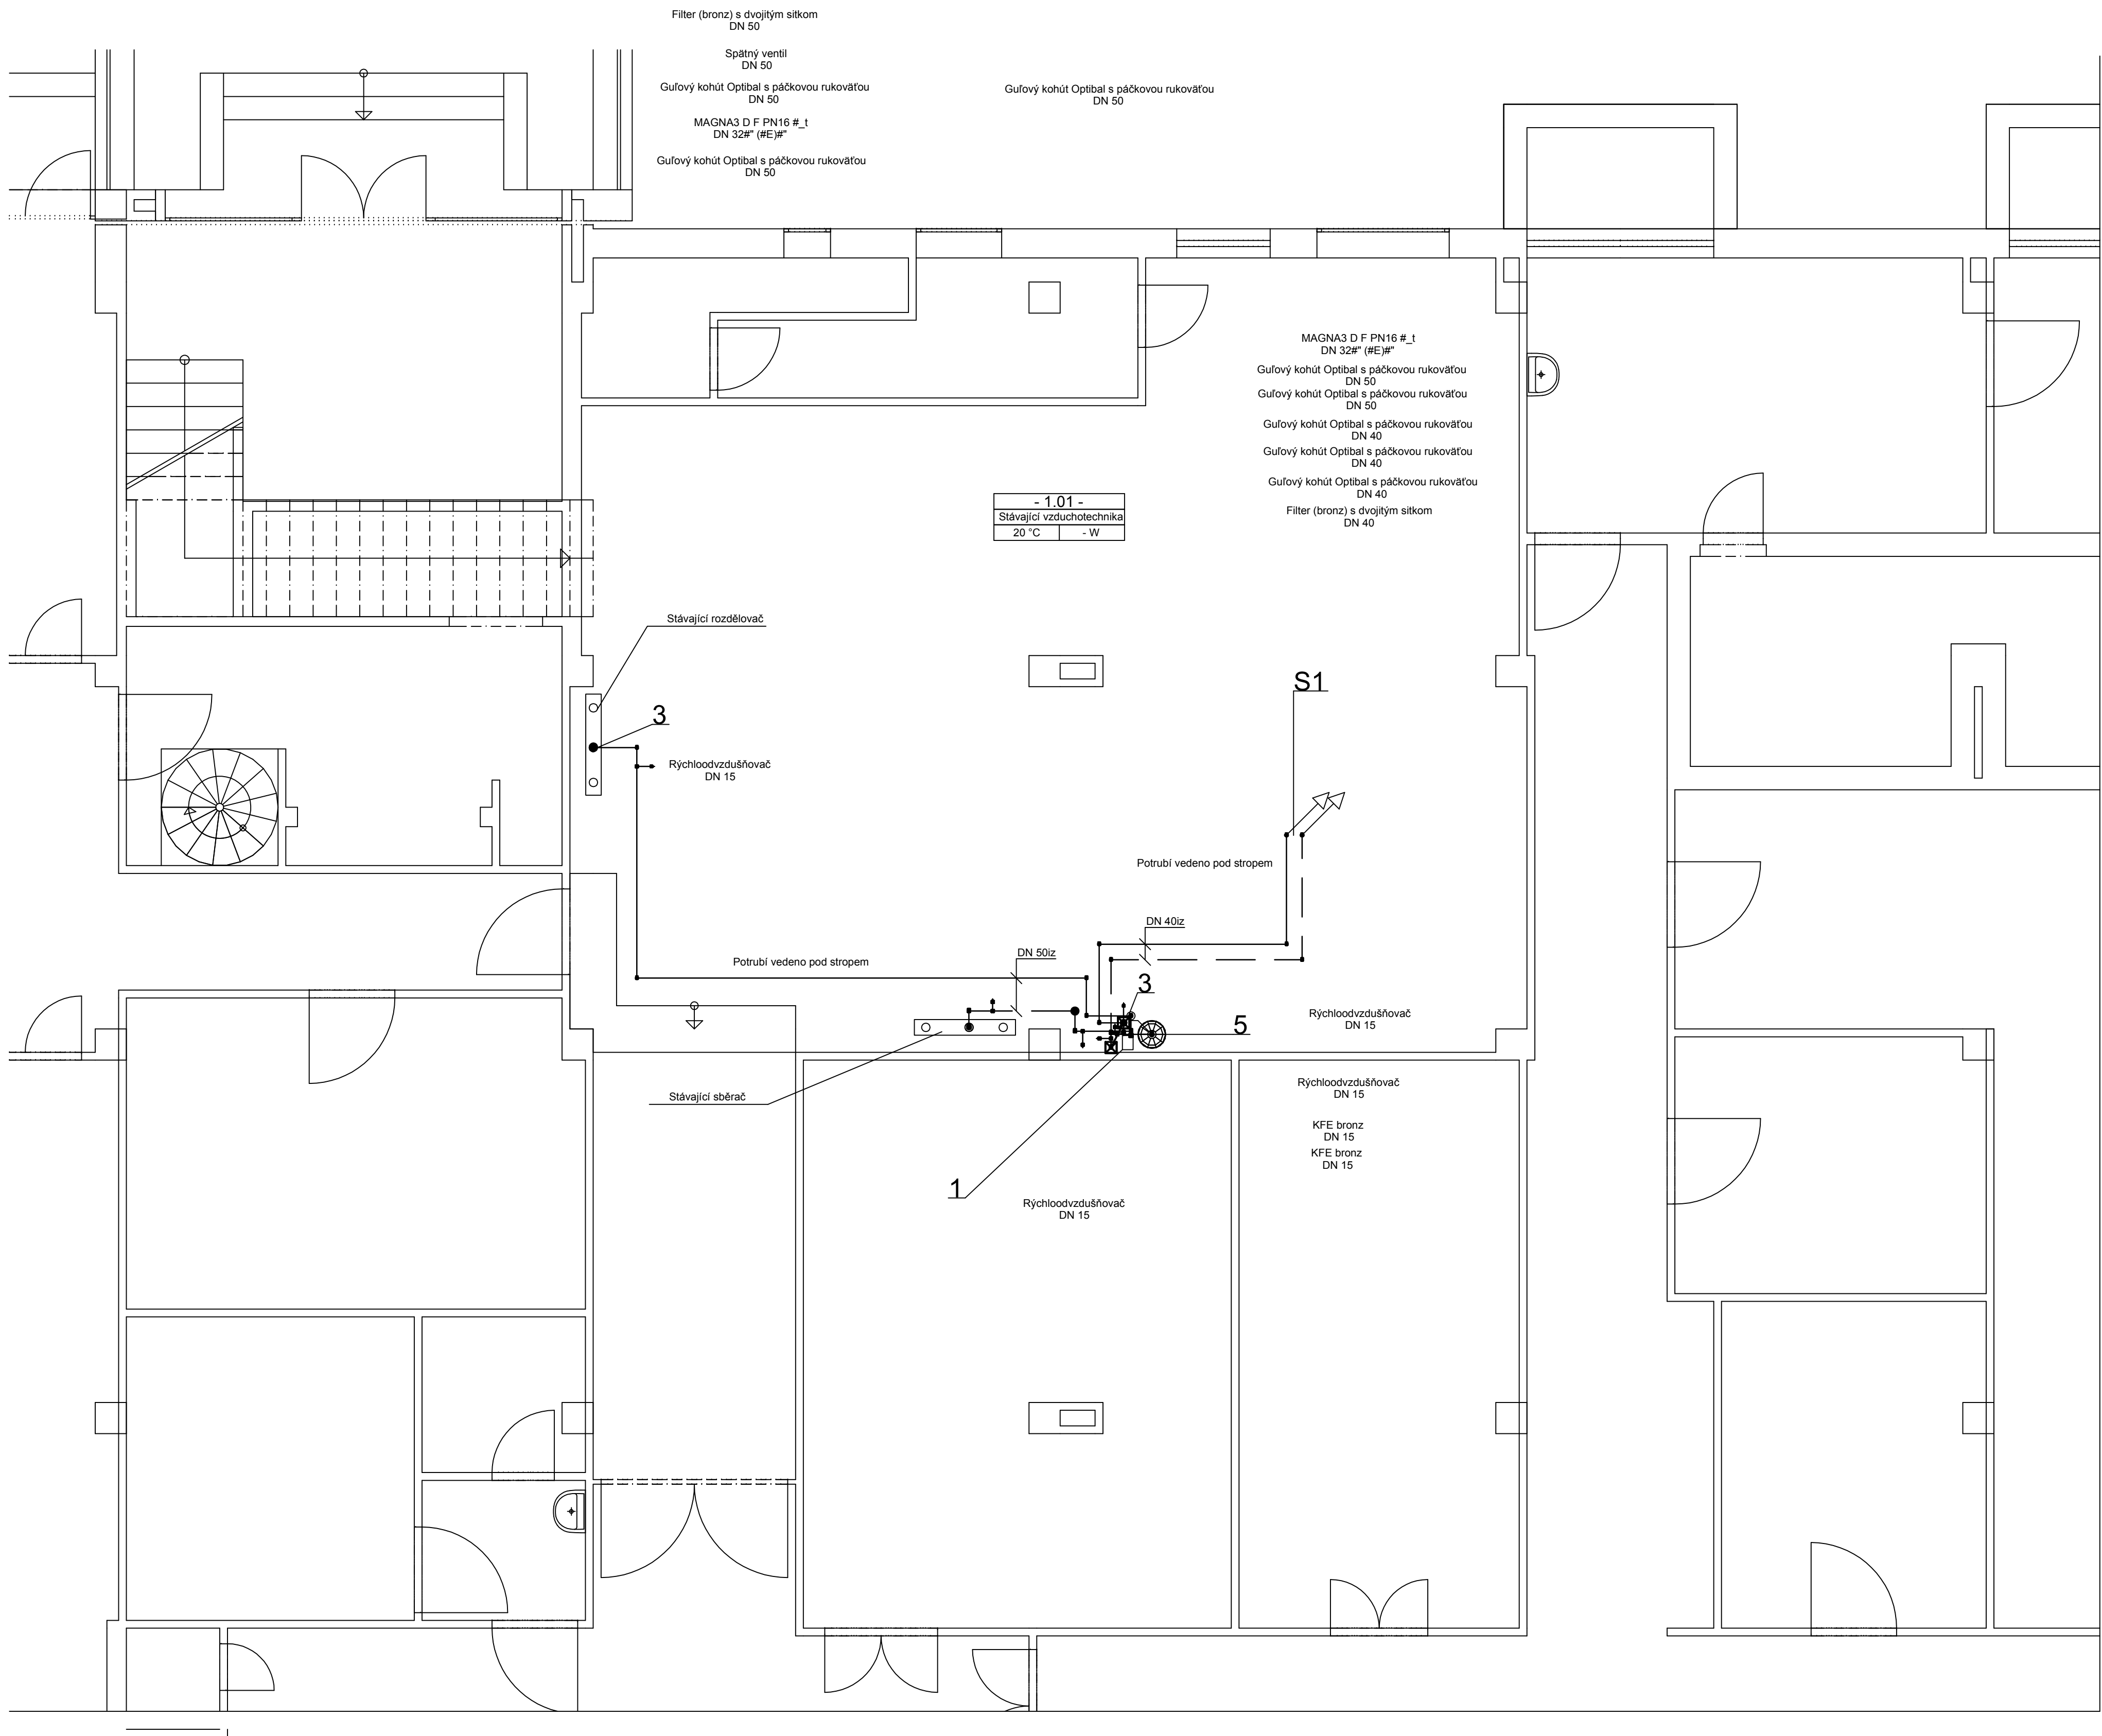 Filter (bronz) s dvojitým sitkom
DN 50
Spätný ventil
DN 50
Guľový kohút Optibal s páčkovou rukoväťou
DN 50
Guľový kohút Optibal s páčkovou rukoväťou
DN 50
MAGNA3 D F PN16 #_t
DN 32#" (#E)#"
Guľový kohút Optibal s páčkovou rukoväťou
DN 50
MAGNA3 D F PN16 #_t
DN 32#" (#E)#"
Guľový kohút Optibal s páčkovou rukoväťou
DN 50
Guľový kohút Optibal s páčkovou rukoväťou
DN 50
Guľový kohút Optibal s páčkovou rukoväťou
DN 40
Guľový kohút Optibal s páčkovou rukoväťou
DN 40
Guľový kohút Optibal s páčkovou rukoväťou
DN 40
Filter (bronz) s dvojitým sitkom
DN 40
- 1.01 -
Stávající vzduchotechnika
20 °C - W
Stávající rozdělovač
S1
3
Rýchloodvzdušňovač
DN 15
Potrubí vedeno pod stropem
DN 40iz
DN 50iz
Potrubí vedeno pod stropem
3
5
Rýchloodvzdušňovač
DN 15
Rýchloodvzdušňovač
DN 15
Stávající sběrač
KFE bronz
DN 15
KFE bronz
DN 15
1
Rýchloodvzdušňovač
DN 15